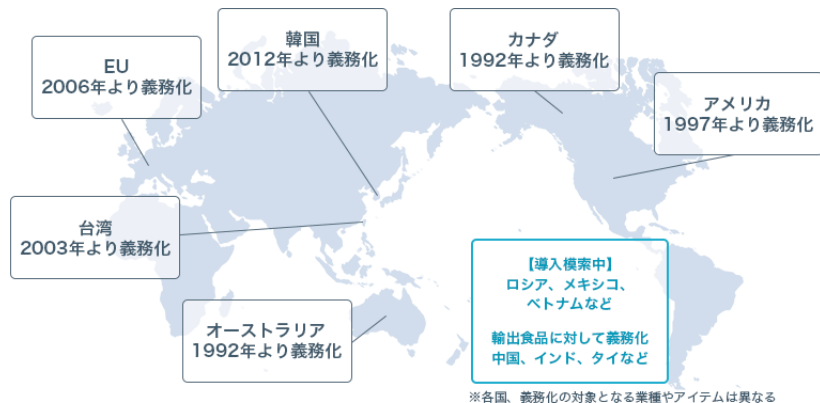 韓国
2012年より義務化
カナダ
1992年より義務化
EU
2006年より義務化
アメリカ
1997年より義務化
台湾
2003年より義務化
【導入模索中】
ロシア、メキシコ、
ベトナムなど
輸出食品に対して義務化
中国、インド、タイなど
オーストラリア
1992年より義務化
※各国、義務化の対象となる業種やアイテムは異なる